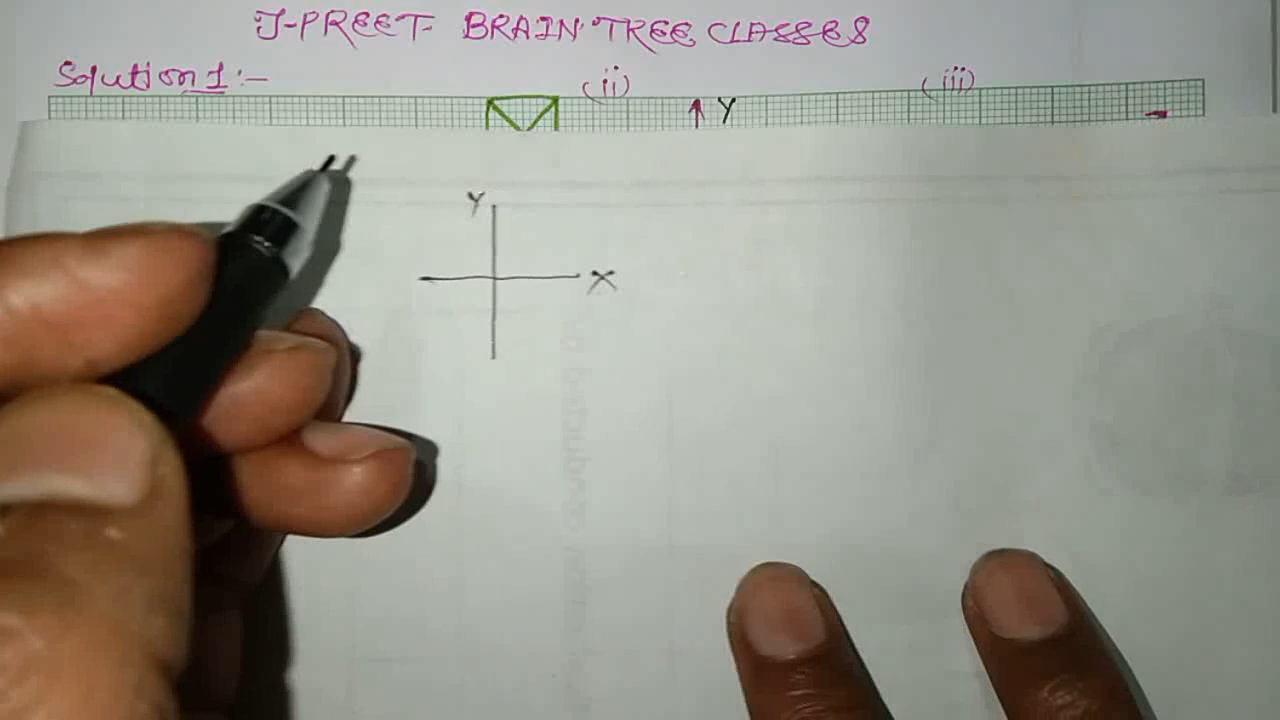 J-PREET BRAIN TREE CLASSES
Solution 1:-
(ii)
(iii)
Y
Y
X